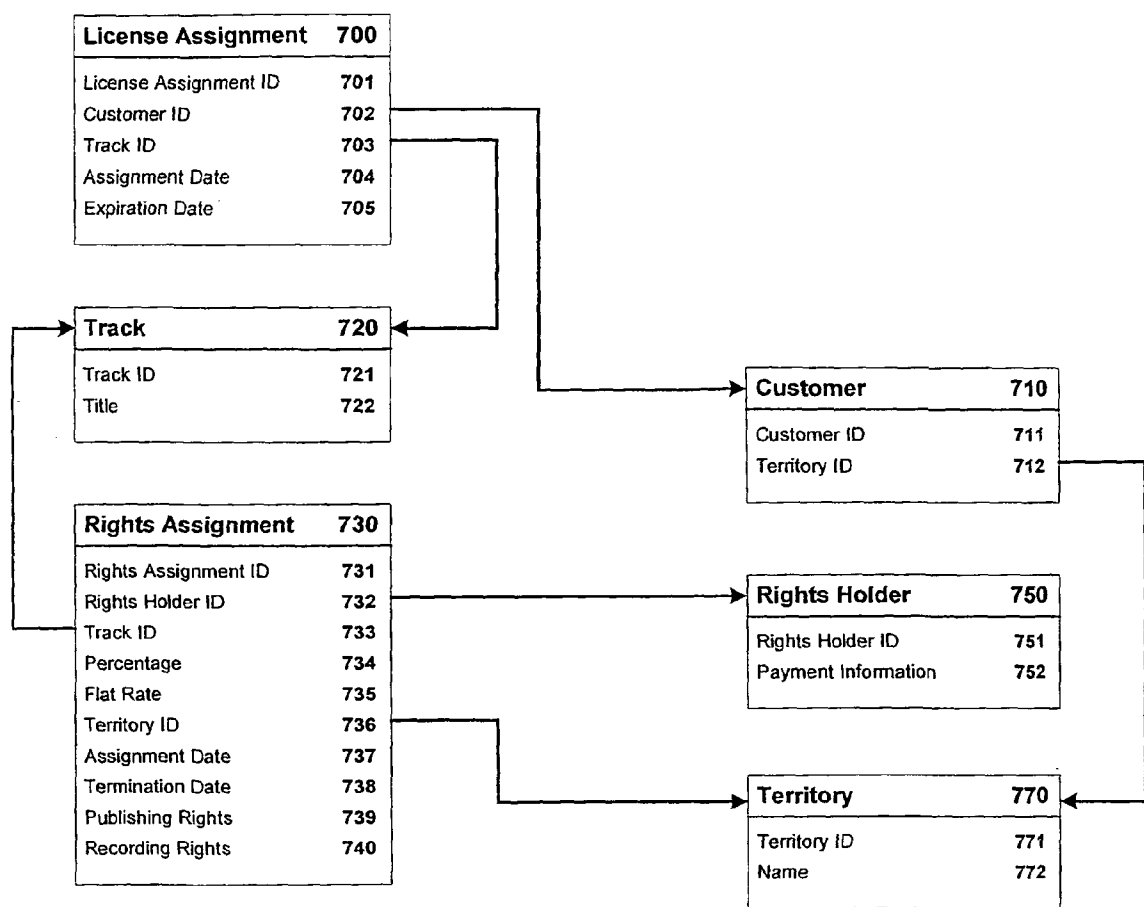 License Assignment 700
License Assignment ID 701
Customer ID 702
Track ID 703
Assignment Date 704
Expiration Date 705
Track 720
Track ID 721
Title 722
Customer 710
Customer ID 711
Territory ID 712
Rights Assignment 730
Rights Assignment ID 731
Rights Holder ID 732
Track ID 733
Percentage 734
Flat Rate 735
Territory ID 736
Assignment Date 737
Termination Date 738
Publishing Rights 739
Recording Rights 740
Rights Holder 750
Rights Holder ID 751
Payment Information 752
Territory 770
Territory ID 771
Name 772